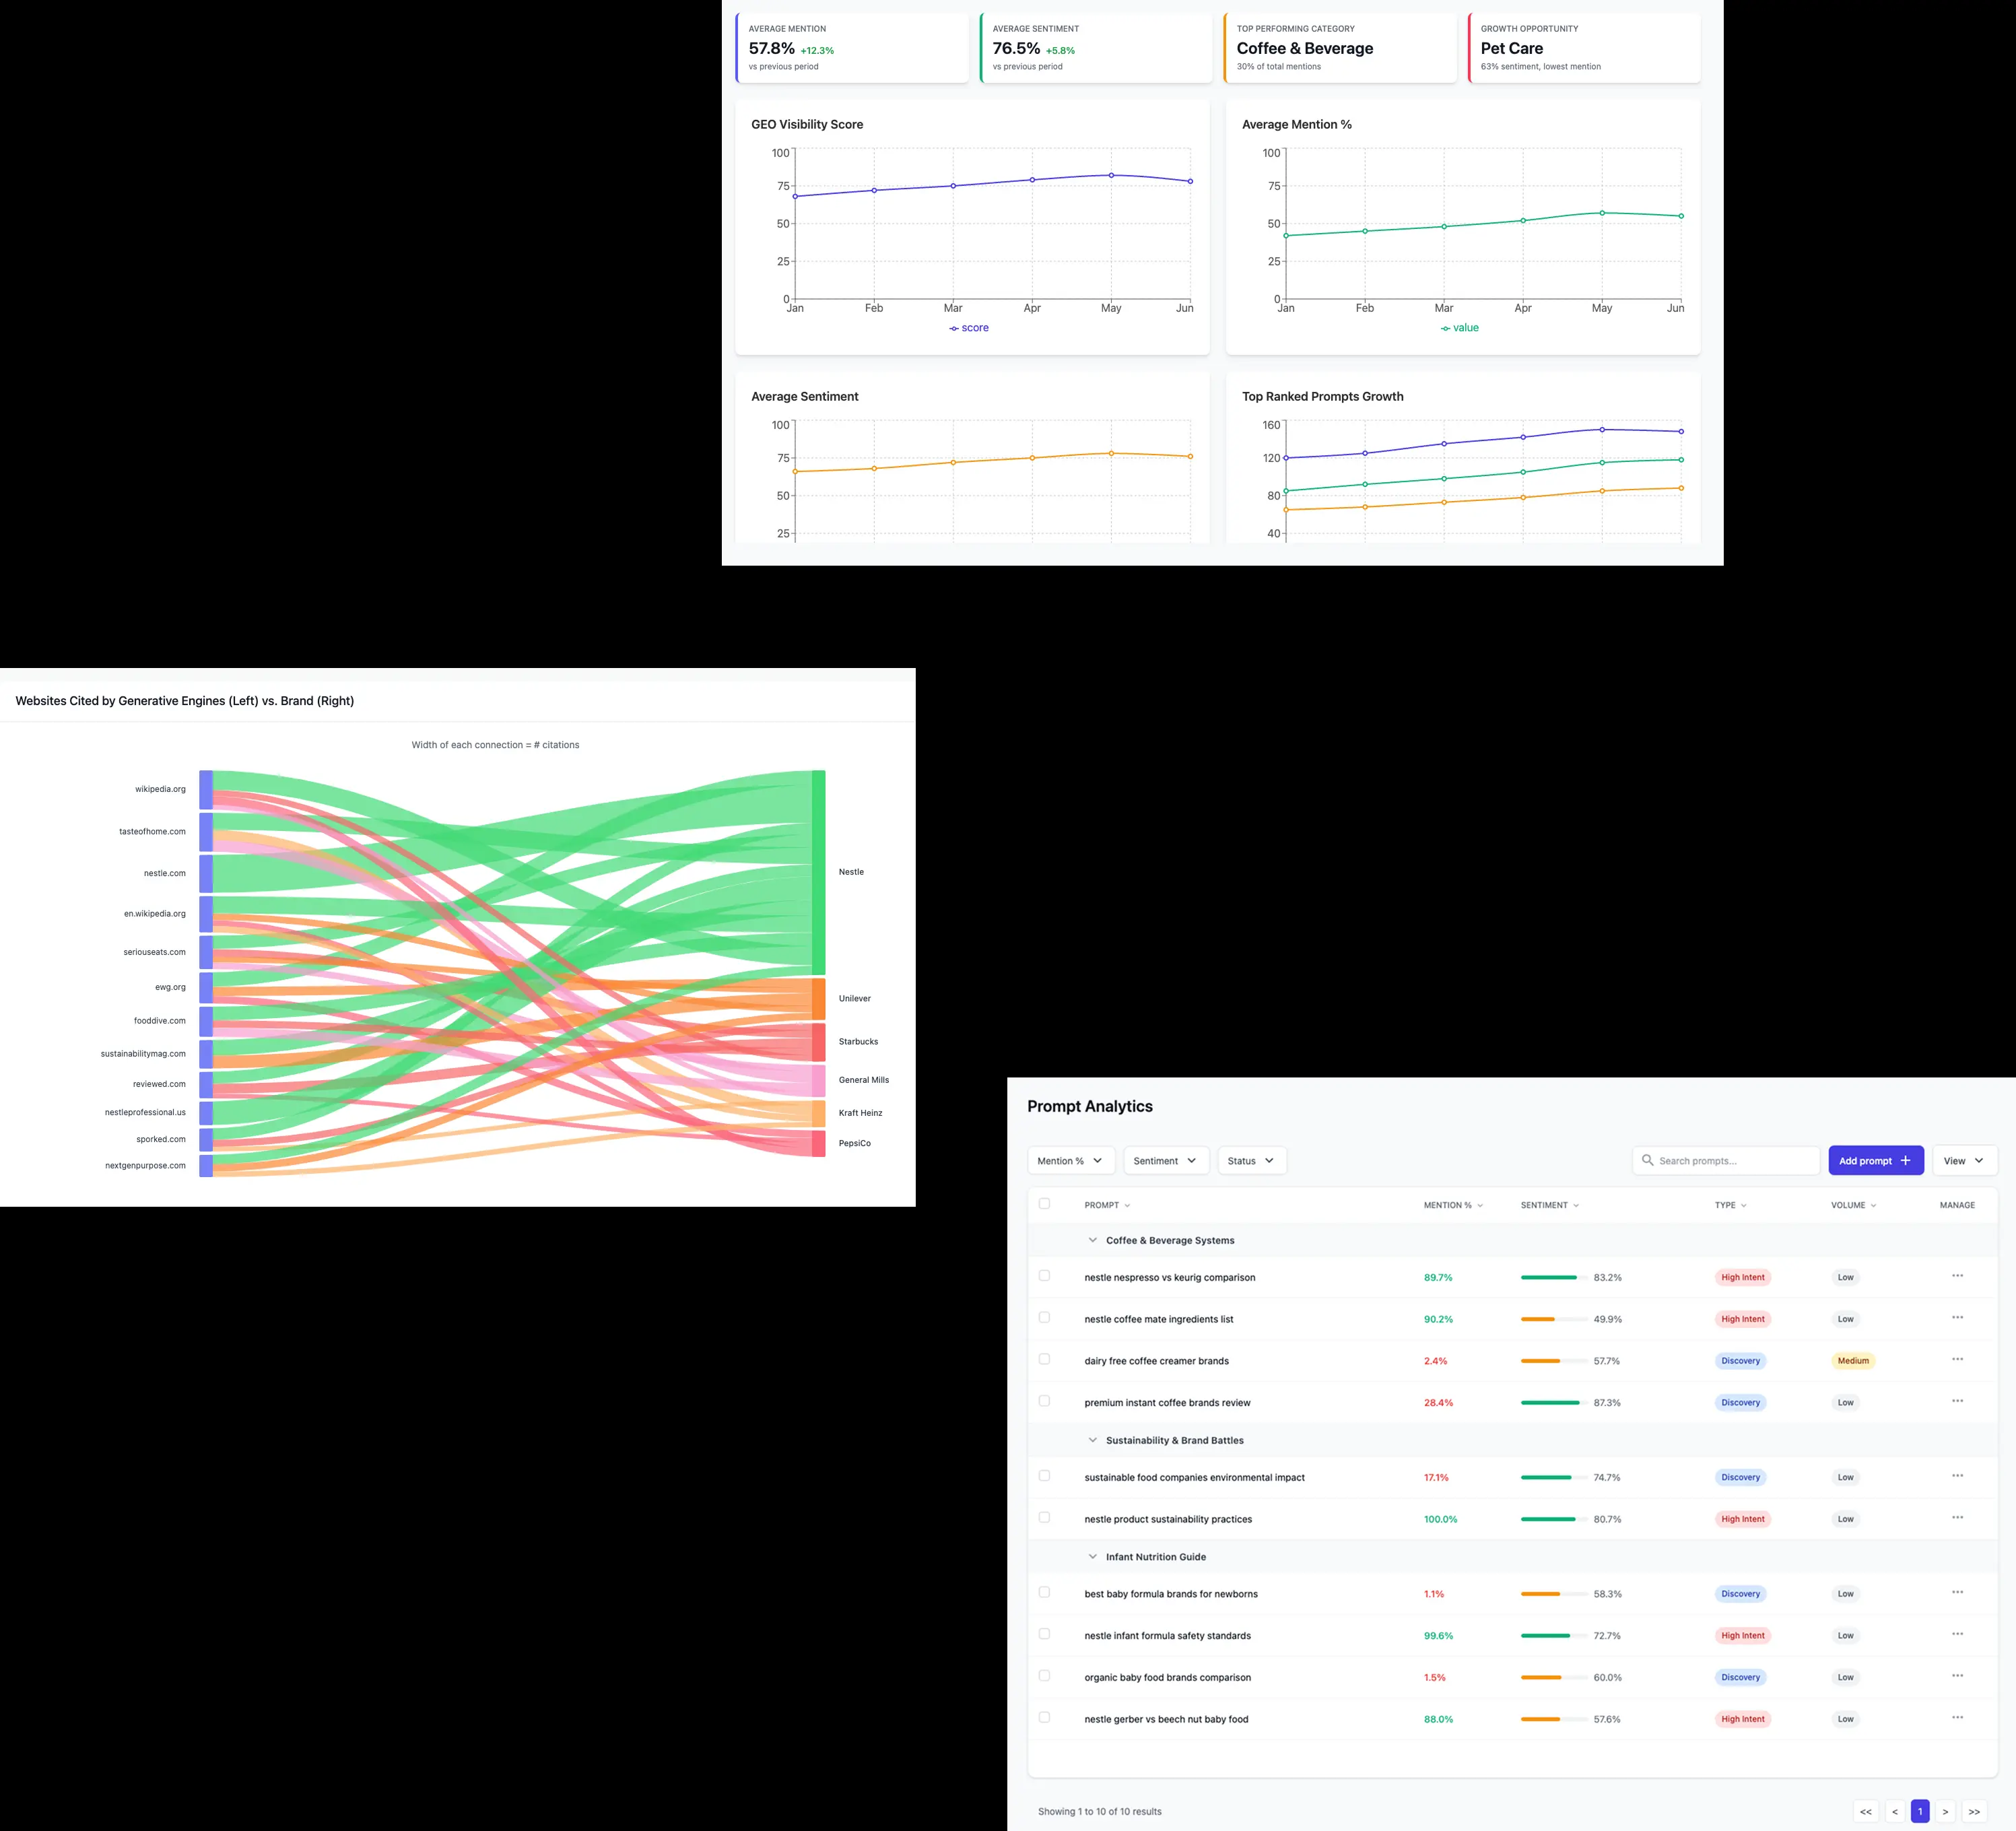 AVERAGE MENTION
57.8% +12.3%
vs previous period
AVERAGE SENTIMENT
76.5% +5.8%
vs previous period
TOP PERFORMING CATEGORY
Coffee & Beverage
30% of total mentions
GROWTH OPPORTUNITY
Pet Care
63% sentiment, lowest mention
GEO Visibility Score
100
75
50
25
0
Jan Feb Mar Apr May Jun
score
Average Mention %
100
75
50
25
0
Jan Feb Mar Apr May Jun
value
Average Sentiment
100
75
50
25
Top Ranked Prompts Growth
160
120
80
40
Websites Cited by Generative Engines (Left) vs. Brand (Right)
Width of each connection = # citations
wikipedia.org
tasteofhome.com
nestle.com
en.wikipedia.org
seriouseats.com
ewg.org
fooddive.com
sustainabilitymag.com
reviewed.com
nestleprofessional.us
sporked.com
nextgenpurpose.com
Nestle
Unilever
Starbucks
General Mills
Kraft Heinz
PepsiCo
Prompt Analytics
Mention % Sentiment Status Search prompts... Add prompt + View
PROMPT MENTION % SENTIMENT TYPE VOLUME MANAGE
Coffee & Beverage Systems
nestle nespresso vs keurig comparison 89.7% 83.2% High Intent Low ...
nestle coffee mate ingredients list 90.2% 49.9% High Intent Low ...
dairy free coffee creamer brands 2.4% 57.7% Discovery Medium ...
premium instant coffee brands review 28.4% 87.3% Discovery Low ...
Sustainability & Brand Battles
sustainable food companies environmental impact 17.1% 74.7% Discovery Low ...
nestle product sustainability practices 100.0% 80.7% High Intent Low ...
Infant Nutrition Guide
best baby formula brands for newborns 1.1% 58.3% Discovery Low ...
nestle infant formula safety standards 99.6% 72.7% High Intent Low ...
organic baby food brands comparison 1.5% 60.0% Discovery Low ...
nestle gerber vs beech nut baby food 88.0% 57.6% High Intent Low ...
Showing 1 to 10 of 10 results << < 1 > >>